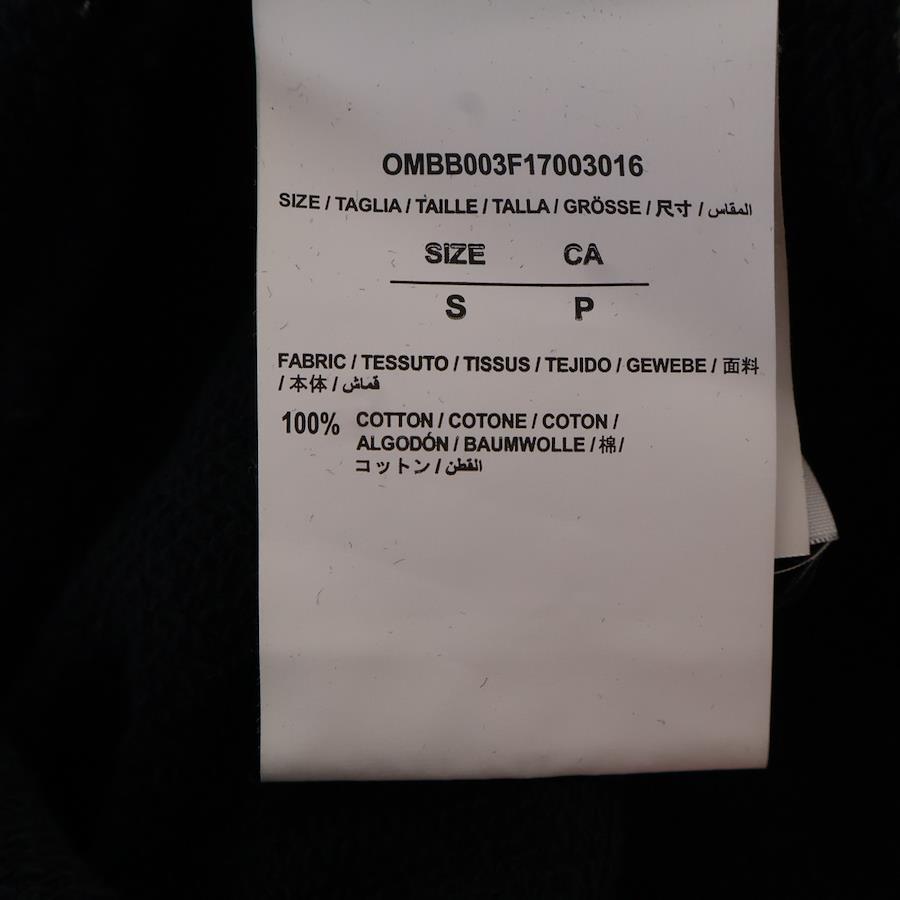 OMBB003F17003016
SIZE / TAGLIA / TAILLE / TALLA / GRÖSSE / 尺寸 / المقاس
SIZE CA
S P
FABRIC / TESSUTO / TISSUS / TEJIDO / GEWEBE / 面料
/ 本体 / قماش
100% COTTON / COTONE / COTON /
ALGODÓN / BAUMWOLLE / 棉/
コットン / القطن